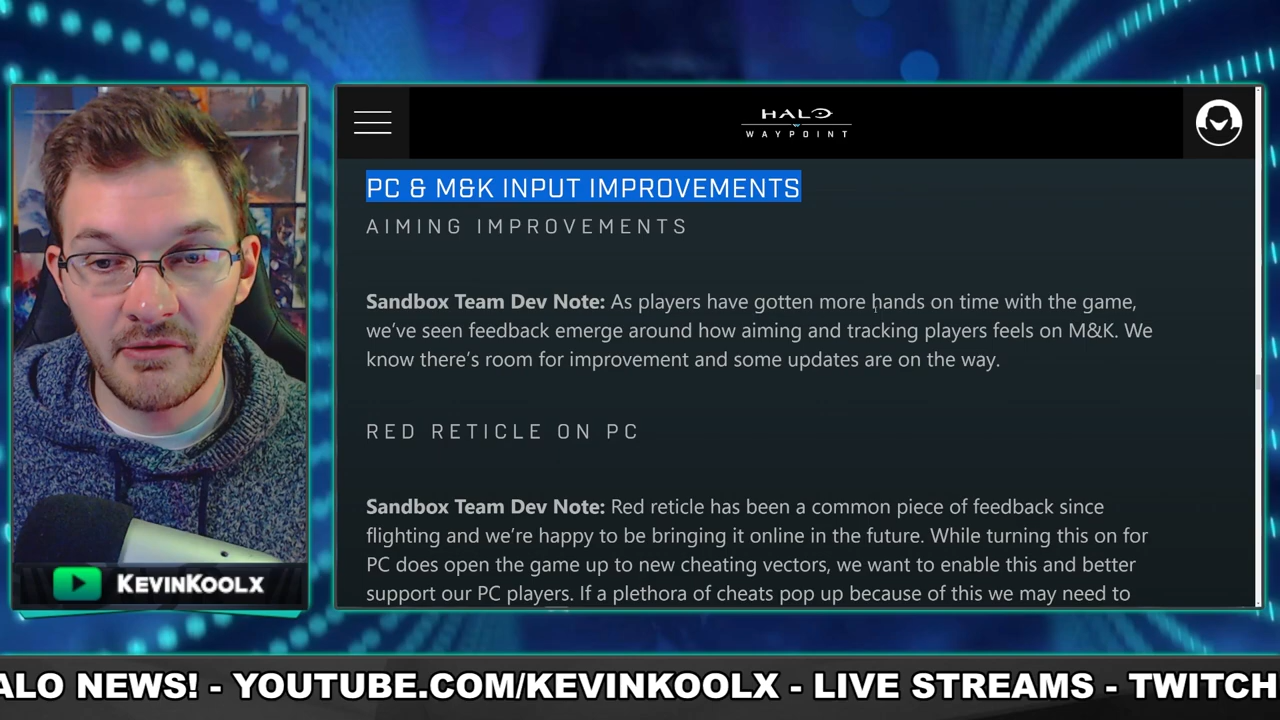 HALO
WAYPOINT
PC & M&K INPUT IMPROVEMENTS
AIMING IMPROVEMENTS
Sandbox Team Dev Note: As players have gotten more hands on time with the game,
we’ve seen feedback emerge around how aiming and tracking players feels on M&K. We
know there’s room for improvement and some updates are on the way.
RED RETICLE ON PC
Sandbox Team Dev Note: Red reticle has been a common piece of feedback since
flighting and we’re happy to be bringing it online in the future. While turning this on for
PC does open the game up to new cheating vectors, we want to enable this and better
support our PC players. If a plethora of cheats pop up because of this we may need to
KEVINKOOLX
ALO NEWS! - YOUTUBE.COM/KEVINKOOLX - LIVE STREAMS - TWITCH